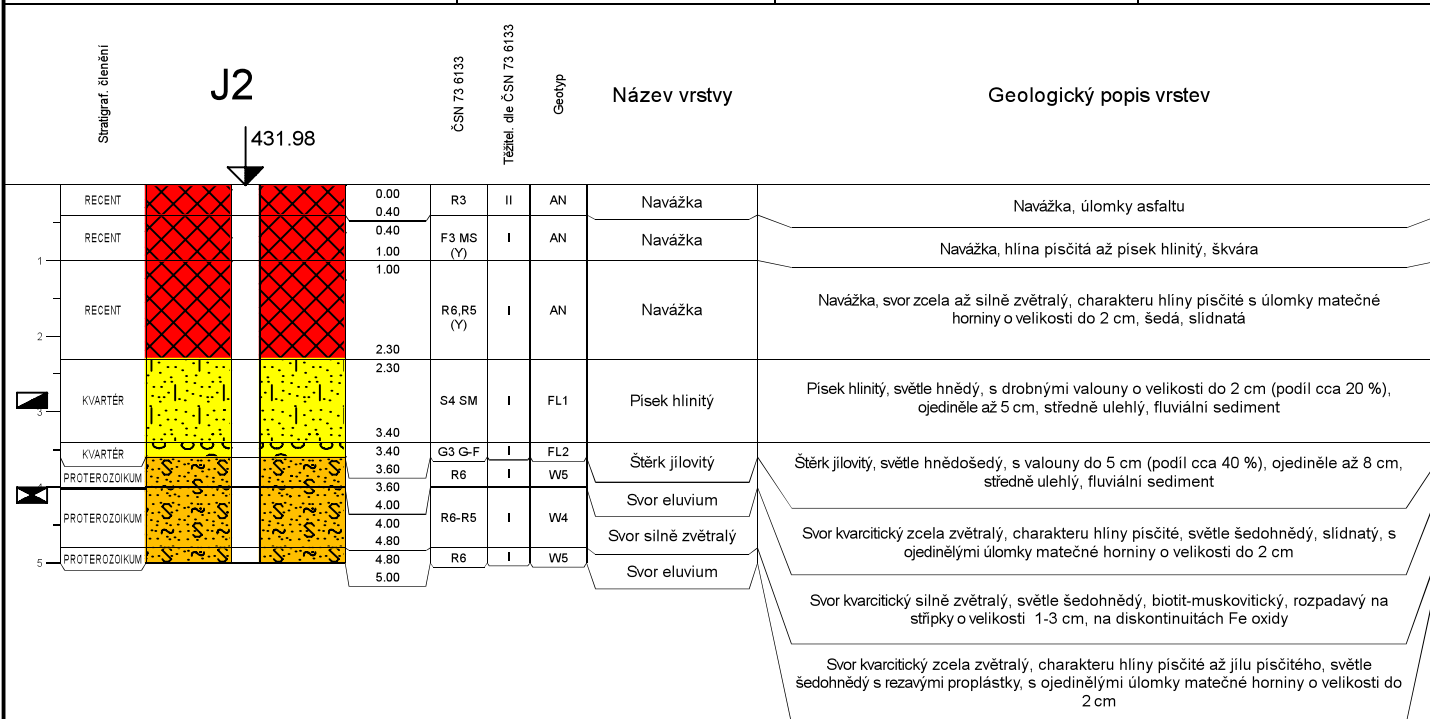 Stratigraf. členění
J2
431.98
ČSN 73 6133
Těžitel. dle ČSN 73 6133
Geotyp
Název vrstvy
Geologický popis vrstev
RECENT
0.00
0.40
R3
II
AN
Navážka
Navážka, úlomky asfaltu
RECENT
0.40
1.00
F3 MS
(Y)
I
AN
Navážka
Navážka, hlína písčitá až písek hlinitý, škvára
1
RECENT
1.00
2.30
R6,R5
(Y)
I
AN
Navážka
Navážka, svor zcela až silně zvětralý, charakteru hlíny písčité s úlomky matečné
horniny o velikosti do 2 cm, šedá, slídnatá
2
KVARTÉR
2.30
3.40
S4 SM
I
FL1
Písek hlinitý
Písek hlinitý, světle hnědý, s drobnými valouny o velikosti do 2 cm (podíl cca 20 %),
ojediněle až 5 cm, středně ulehlý, fluviální sediment
3
KVARTÉR
3.40
3.60
G3 G-F
I
FL2
Štěrk jílovitý
Štěrk jílovitý, světle hnědošedý, s valouny do 5 cm (podíl cca 40 %), ojediněle až 8 cm,
středně ulehlý, fluviální sediment
PROTEROZOIKUM
3.60
4.00
R6
I
W5
Svor eluvium
Svor kvarcitický zcela zvětralý, charakteru hlíny písčité, světle šedohnědý, slídnatý, s
ojedinělými úlomky matečné horniny o velikosti do 2 cm
PROTEROZOIKUM
4.00
4.80
R6-R5
I
W4
Svor silně zvětralý
Svor kvarcitický silně zvětralý, světle šedohnědý, biotit-muskovitický, rozpadavý na
střípky o velikosti 1-3 cm, na diskontinuitách Fe oxidy
5
PROTEROZOIKUM
4.80
5.00
R6
I
W5
Svor eluvium
Svor kvarcitický zcela zvětralý, charakteru hlíny písčité až jílu písčitého, světle
šedohnědý s rezavými proplástky, s ojedinělými úlomky matečné horniny o velikosti do
2 cm